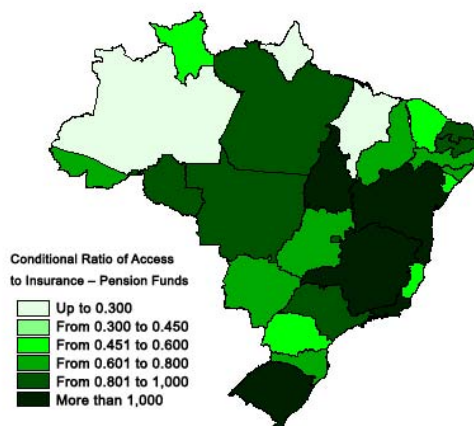 Conditional Ratio of Access
to Insurance – Pension Funds
Up to 0.300
From 0.300 to 0.450
From 0.451 to 0.600
From 0.601 to 0.800
From 0.801 to 1,000
More than 1,000